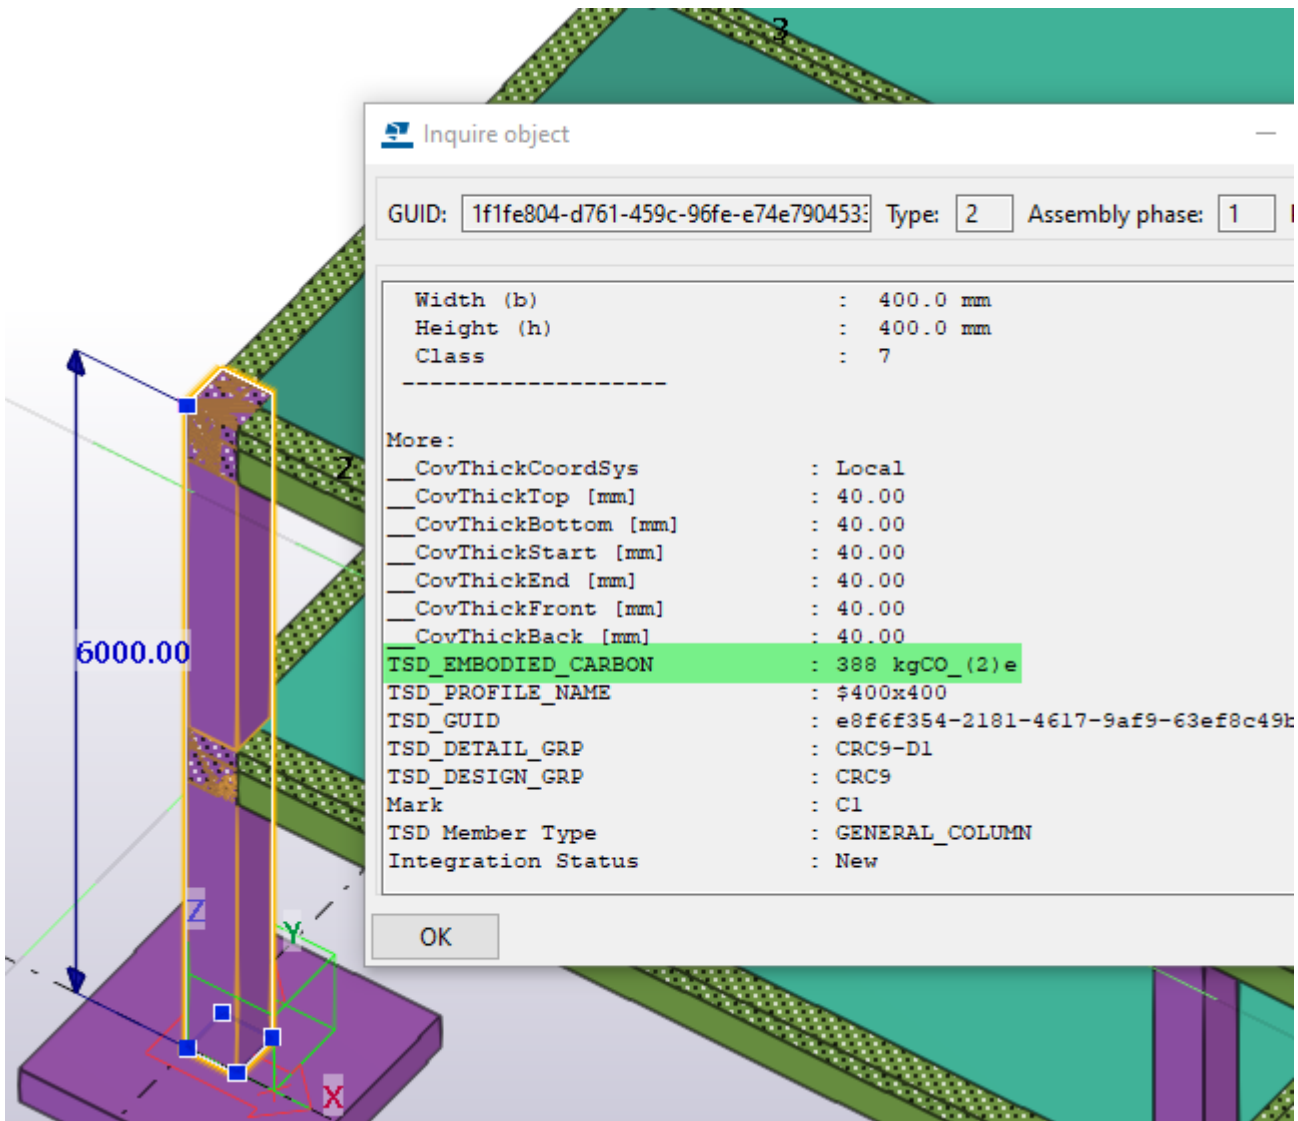 3
Inquire object
GUID: 1f1fe804-d761-459c-96fe-e74e7904533 Type: 2 Assembly phase: 1
Width (b) : 400.0 mm
Height (h) : 400.0 mm
Class : 7
-------------------
More:
__CovThickCoordSys : Local
__CovThickTop [mm] : 40.00
__CovThickBottom [mm] : 40.00
__CovThickStart [mm] : 40.00
__CovThickEnd [mm] : 40.00
__CovThickFront [mm] : 40.00
__CovThickBack [mm] : 40.00
TSD_EMBODIED_CARBON : 388 kgCO_(2)e
TSD_PROFILE_NAME : $400x400
TSD_GUID : e8f6f354-2181-4617-9af9-63ef8c49b
TSD_DETAIL_GRP : CRC9-D1
TSD_DESIGN_GRP : CRC9
Mark : C1
TSD Member Type : GENERAL_COLUMN
Integration Status : New
OK
2
6000.00
Z
Y
X